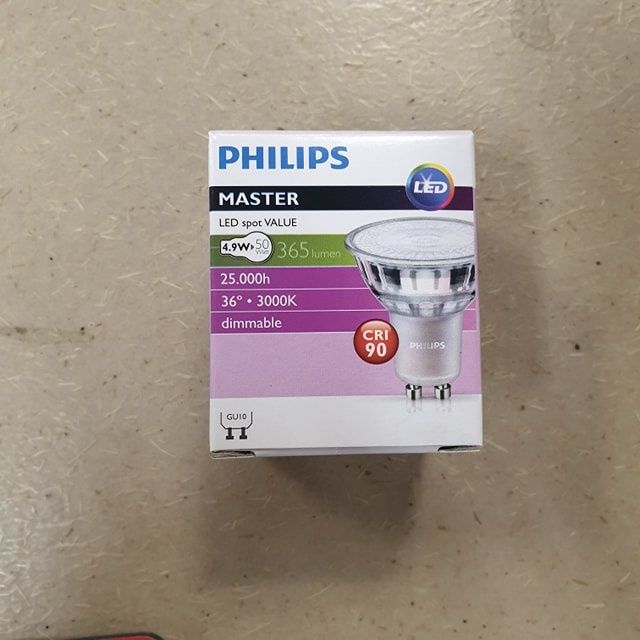 PHILIPS
LED
MASTER
LED spot VALUE
4.9W 50 Watt
365 lumen
25.000h
36° • 3000K
dimmable
CRI
90
PHILIPS
GU10